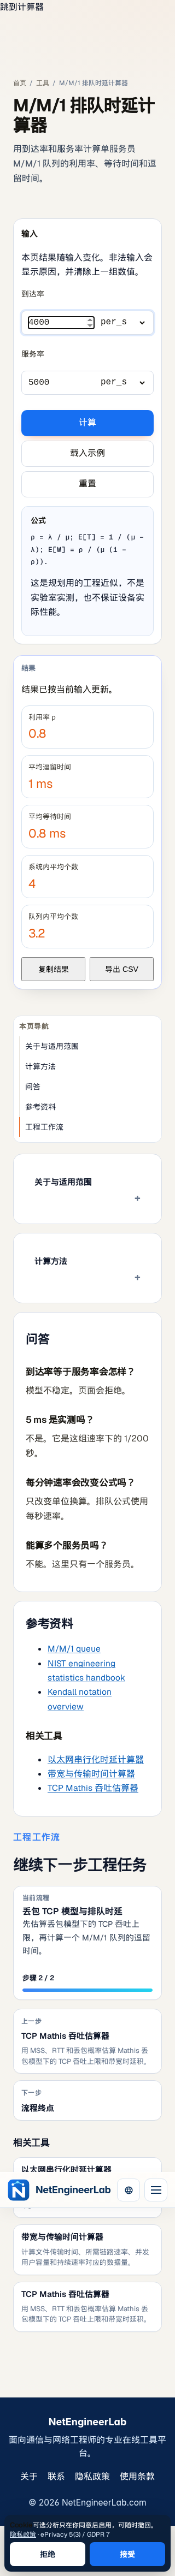 跳到计算器
首页 / 工具 / M/M/1 排队时延计算器
M/M/1 排队时延计
算器
用到达率和服务率计算单服务员
M/M/1 队列的利用率、等待时间和逗
留时间。
输入
本页结果随输入变化。非法输入会
显示原因，并清除上一组数值。
到达率
4000 per_s
服务率
5000 per_s
计算
载入示例
重置
公式
ρ = λ / μ; E[T] = 1 / (μ −
λ); E[W] = ρ / (μ (1 −
ρ)).
这是规划用的工程近似，不是
实验室实测，也不保证设备实
际性能。
结果
结果已按当前输入更新。
利用率 ρ
0.8
平均逗留时间
1 ms
平均等待时间
0.8 ms
系统内平均个数
4
队列内平均个数
3.2
复制结果 导出 CSV
本页导航
关于与适用范围
计算方法
问答
参考资料
工程工作流
关于与适用范围
+
计算方法
+
问答
到达率等于服务率会怎样？
模型不稳定。页面会拒绝。
5 ms 是实测吗？
不是。它是这组速率下的 1/200
秒。
每分钟速率会改变公式吗？
只改变单位换算。排队公式使用
每秒速率。
能算多个服务员吗？
不能。这里只有一个服务员。
参考资料
M/M/1 queue
NIST engineering
statistics handbook
Kendall notation
overview
相关工具
以太网串行化时延计算器
带宽与传输时间计算器
TCP Mathis 吞吐估算器
工程工作流
继续下一步工程任务
当前流程
丢包 TCP 模型与排队时延
先估算丢包模型下的 TCP 吞吐上
限，再计算一个 M/M/1 队列的逗留
时间。
步骤 2 / 2
上一步
TCP Mathis 吞吐估算器
用 MSS、RTT 和丢包概率估算 Mathis 丢
包模型下的 TCP 吞吐上限和带宽时延积。
下一步
流程终点
相关工具
以太网串行化时延计算器
NetEngineerLab
带宽与传输时间计算器
计算文件传输时间、所需链路速率、并发
用户容量和持续速率对应的数据量。
TCP Mathis 吞吐估算器
用 MSS、RTT 和丢包概率估算 Mathis 丢
包模型下的 TCP 吞吐上限和带宽时延积。
NetEngineerLab
面向通信与网络工程师的专业在线工具平
台。
关于 联系 隐私政策 使用条款
© 2026 NetEngineerLab.com
可选分析只在你同意后启用，可随时撤回。
隐私政策 · ePrivacy 5(3) / GDPR 7
拒绝 接受